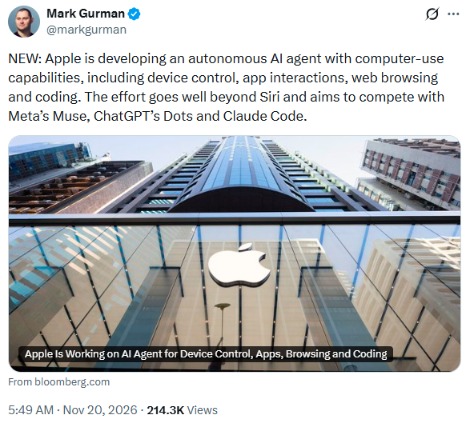 Mark Gurman
@markgurman
NEW: Apple is developing an autonomous AI agent with computer-use
capabilities, including device control, app interactions, web browsing
and coding. The effort goes well beyond Siri and aims to compete with
Meta's Muse, ChatGPT's Dots and Claude Code.
Apple Is Working on AI Agent for Device Control, Apps, Browsing and Coding
From bloomberg.com
5:49 AM · Nov 20, 2026 · 214.3K Views